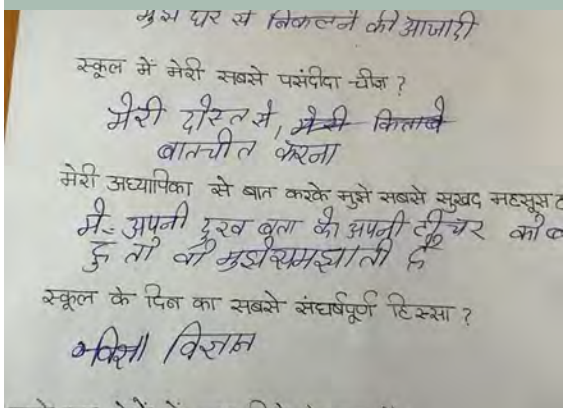 मुझे घर से निकलने की आजादी
स्कूल में मेरी सबसे पसंदीदा चीज ?
मेरी दोस्त से, मेरी किताबे
बातचीत करना
मेरी अध्यापिका से बात करके मुझे सबसे सुखद महसूस
मै अपनी दुख बता के अपनी टीचर को
हु तो वो मुझे समझाती है
स्कूल के दिन का सबसे संघर्षपूर्ण हिस्सा ?
विज्ञान